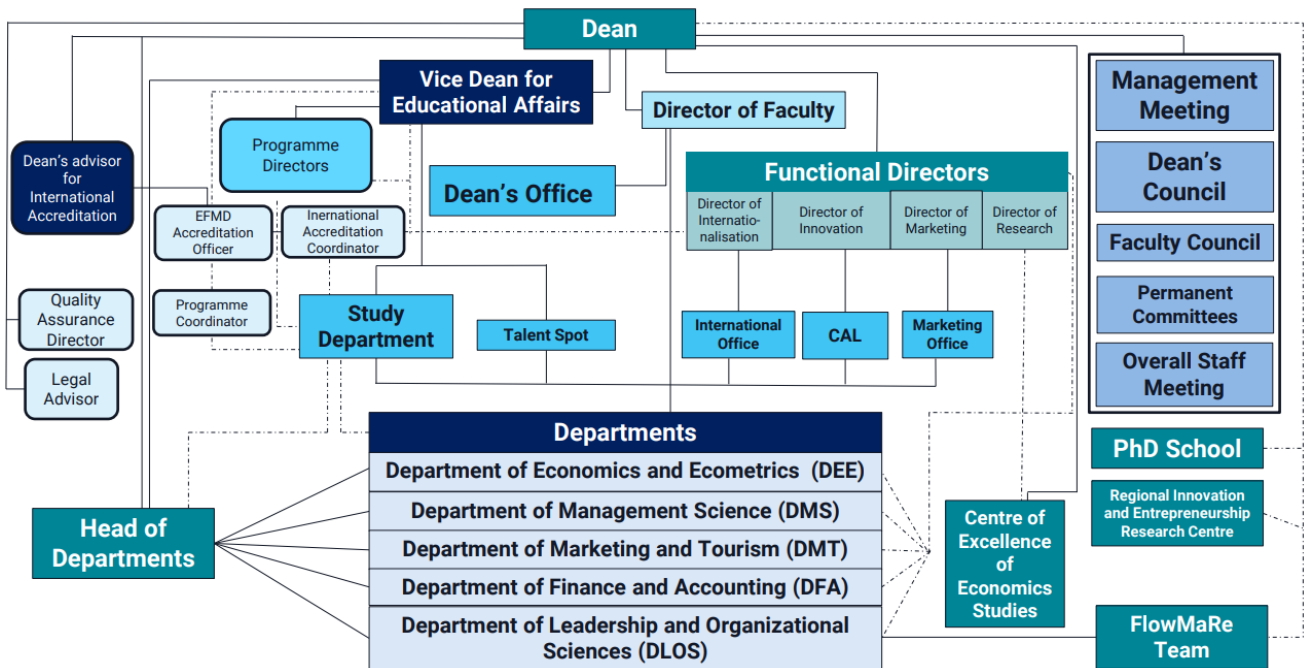 Dean
Vice Dean for
Educational Affairs
Director of Faculty
Management
Meeting
Dean's
Council
Faculty Council
Permanent
Committees
Overall Staff
Meeting
Programme
Directors
Dean's advisor
for
International
Accreditation
Dean's Office
Functional Directors
Director of
Internatio-
nalisation
Director of
Innovation
Director of
Marketing
Director of
Research
EFMD
Accreditation
Officer
Inernational
Accreditation
Coordinator
Quality
Assurance
Director
Programme
Coordinator
Study
Department
Talent Spot
International
Office
CAL
Marketing
Office
Legal
Advisor
Departments
Department of Economics and Ecometrics (DEE)
Department of Management Science (DMS)
Department of Marketing and Tourism (DMT)
Department of Finance and Accounting (DFA)
Department of Leadership and Organizational
Sciences (DLOS)
Head of
Departments
Centre of
Excellence
of
Economics
Studies
PhD School
Regional Innovation
and Entrepreneurship
Research Centre
FlowMaRe
Team